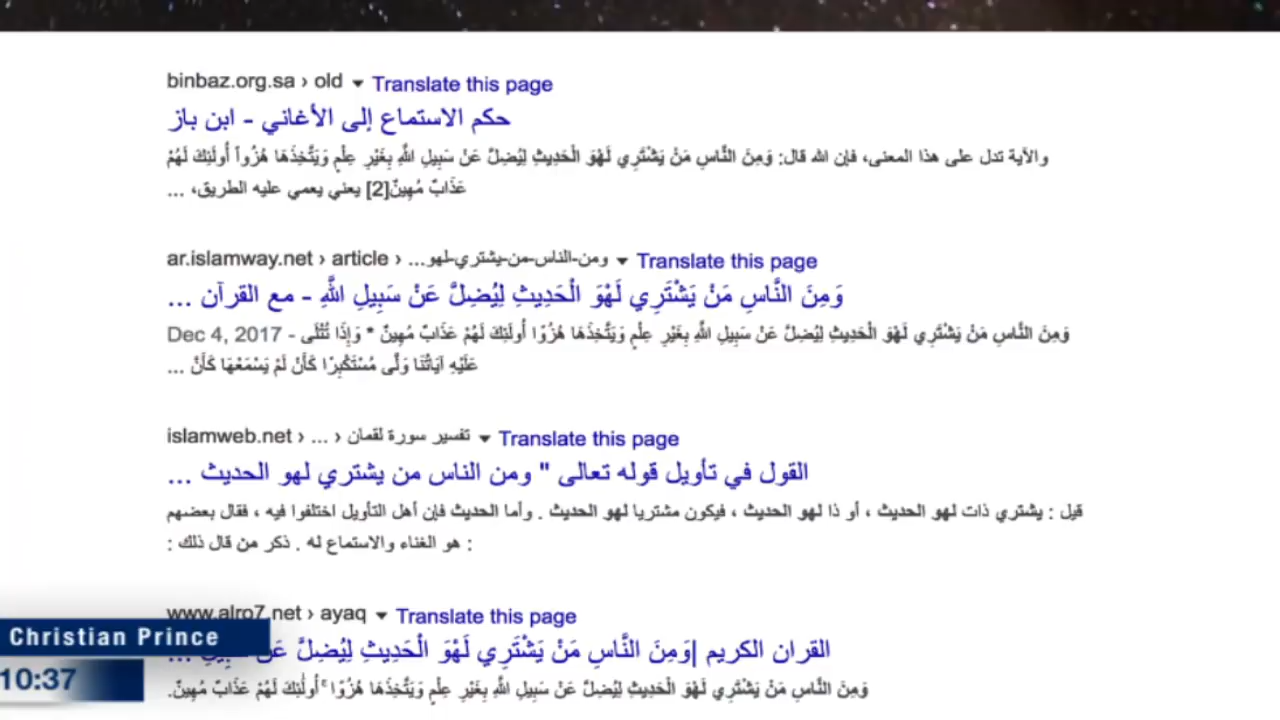 binbaz.org.sa › old ▾ Translate this page
حكم الاستماع إلى الأغاني - ابن باز
والآية تدل على هذا المعنى، فإن الله قال: وَمِنَ النَّاسِ مَنْ يَشْتَرِي لَهْوَ الْحَدِيثِ لِيُضِلَّ عَنْ سَبِيلِ اللَّهِ بِغَيْرِ عِلْمٍ وَيَتَّخِذَهَا هُزُواً أُولَئِكَ لَهُمْ
عَذَابٌ مُهِينٌ[2] يعني يعمي عليه الطريق، ...
ar.islamway.net › article › ...ومن-الناس-من-يشتري-لهو ▾ Translate this page
وَمِنَ النَّاسِ مَنْ يَشْتَرِي لَهْوَ الْحَدِيثِ لِيُضِلَّ عَنْ سَبِيلِ اللَّهِ - مع القرآن ...
Dec 4, 2017 - وَمِنَ النَّاسِ مَنْ يَشْتَرِي لَهْوَ الْحَدِيثِ لِيُضِلَّ عَنْ سَبِيلِ اللَّهِ بِغَيْرِ عِلْمٍ وَيَتَّخِذَهَا هُزُوًا أُولَئِكَ لَهُمْ عَذَابٌ مُهِينٌ * وَإِذَا تُتْلَى
عَلَيْهِ آيَاتُنَا وَلَّى مُسْتَكْبِرًا كَأَنْ لَمْ يَسْمَعْهَا كَأَنَّ ...
islamweb.net › ... › تفسير سورة لقمان ▾ Translate this page
القول في تأويل قوله تعالى " ومن الناس من يشتري لهو الحديث ...
قيل : يشتري ذات لهو الحديث ، أو ذا لهو الحديث ، فيكون مشتريا لهو الحديث . وأما الحديث فإن أهل التأويل اختلفوا فيه ، فقال بعضهم
: هو الغناء والاستماع له . ذكر من قال ذلك :
www.alro7.net › ayaq ▾ Translate this page
القران الكريم |وَمِنَ النَّاسِ مَنْ يَشْتَرِي لَهْوَ الْحَدِيثِ لِيُضِلَّ عَن سَبِيلِ ...
وَمِنَ النَّاسِ مَنْ يَشْتَرِي لَهْوَ الْحَدِيثِ لِيُضِلَّ عَنْ سَبِيلِ اللَّهِ بِغَيْرِ عِلْمٍ وَيَتَّخِذَهَا هُزُوًا ۚ أُولَٰئِكَ لَهُمْ عَذَابٌ مُهِينٌ.
Christian Prince
10:37